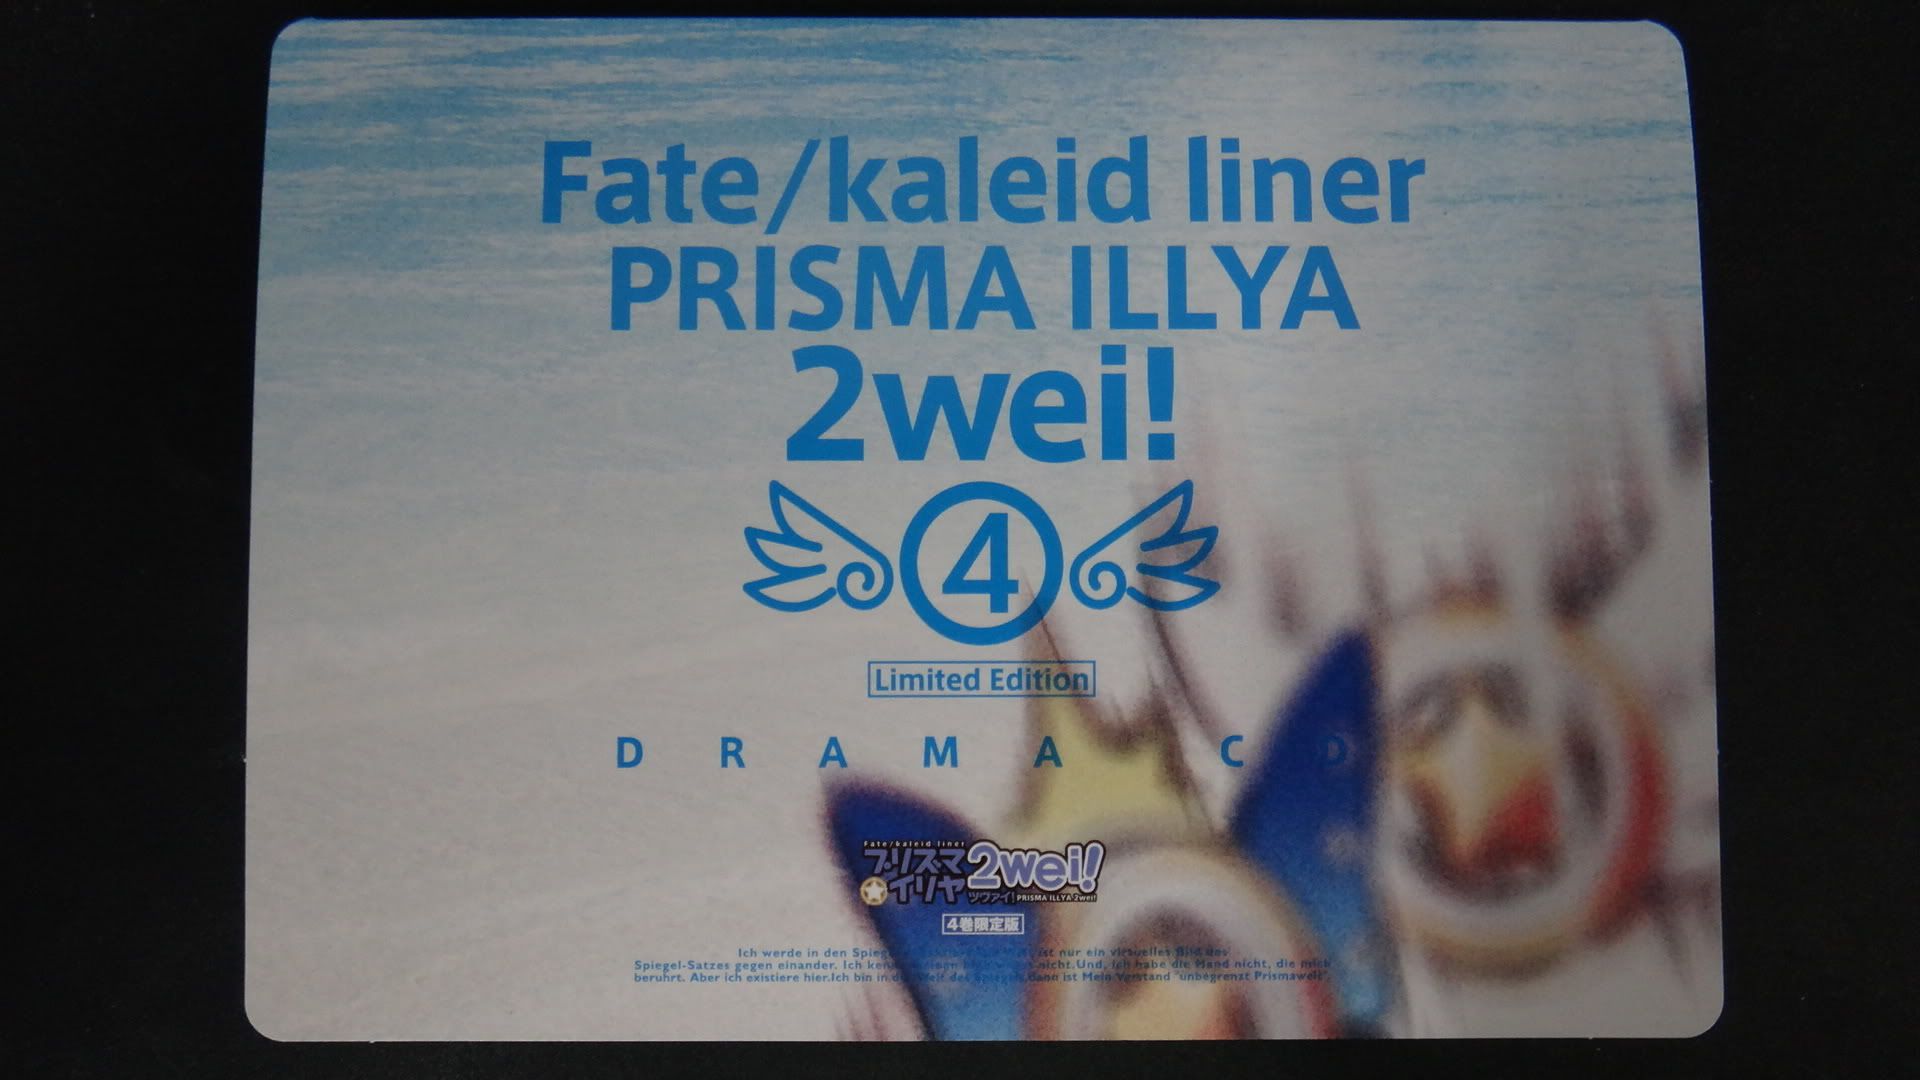 Fate/kaleid liner
PRISMA ILLYA
2wei!
4
Limited Edition
DRAMA CD
Fate/kaleid liner
プリズマ
イリヤ
2wei!
ツヴァイ!
PRISMA ILLYA 2wei!
4巻限定版
Ich werde in den ist nur ein virtuelles Bild des
Spiegel-Satzes gegen einander. Ich nicht.Und, ich habe die Hand nicht, die mich
beruhrt. Aber ich existiere hier.Ich bin in des Spiegels,dann ist Mein Verstand "unbegrenzt Prismawelt".